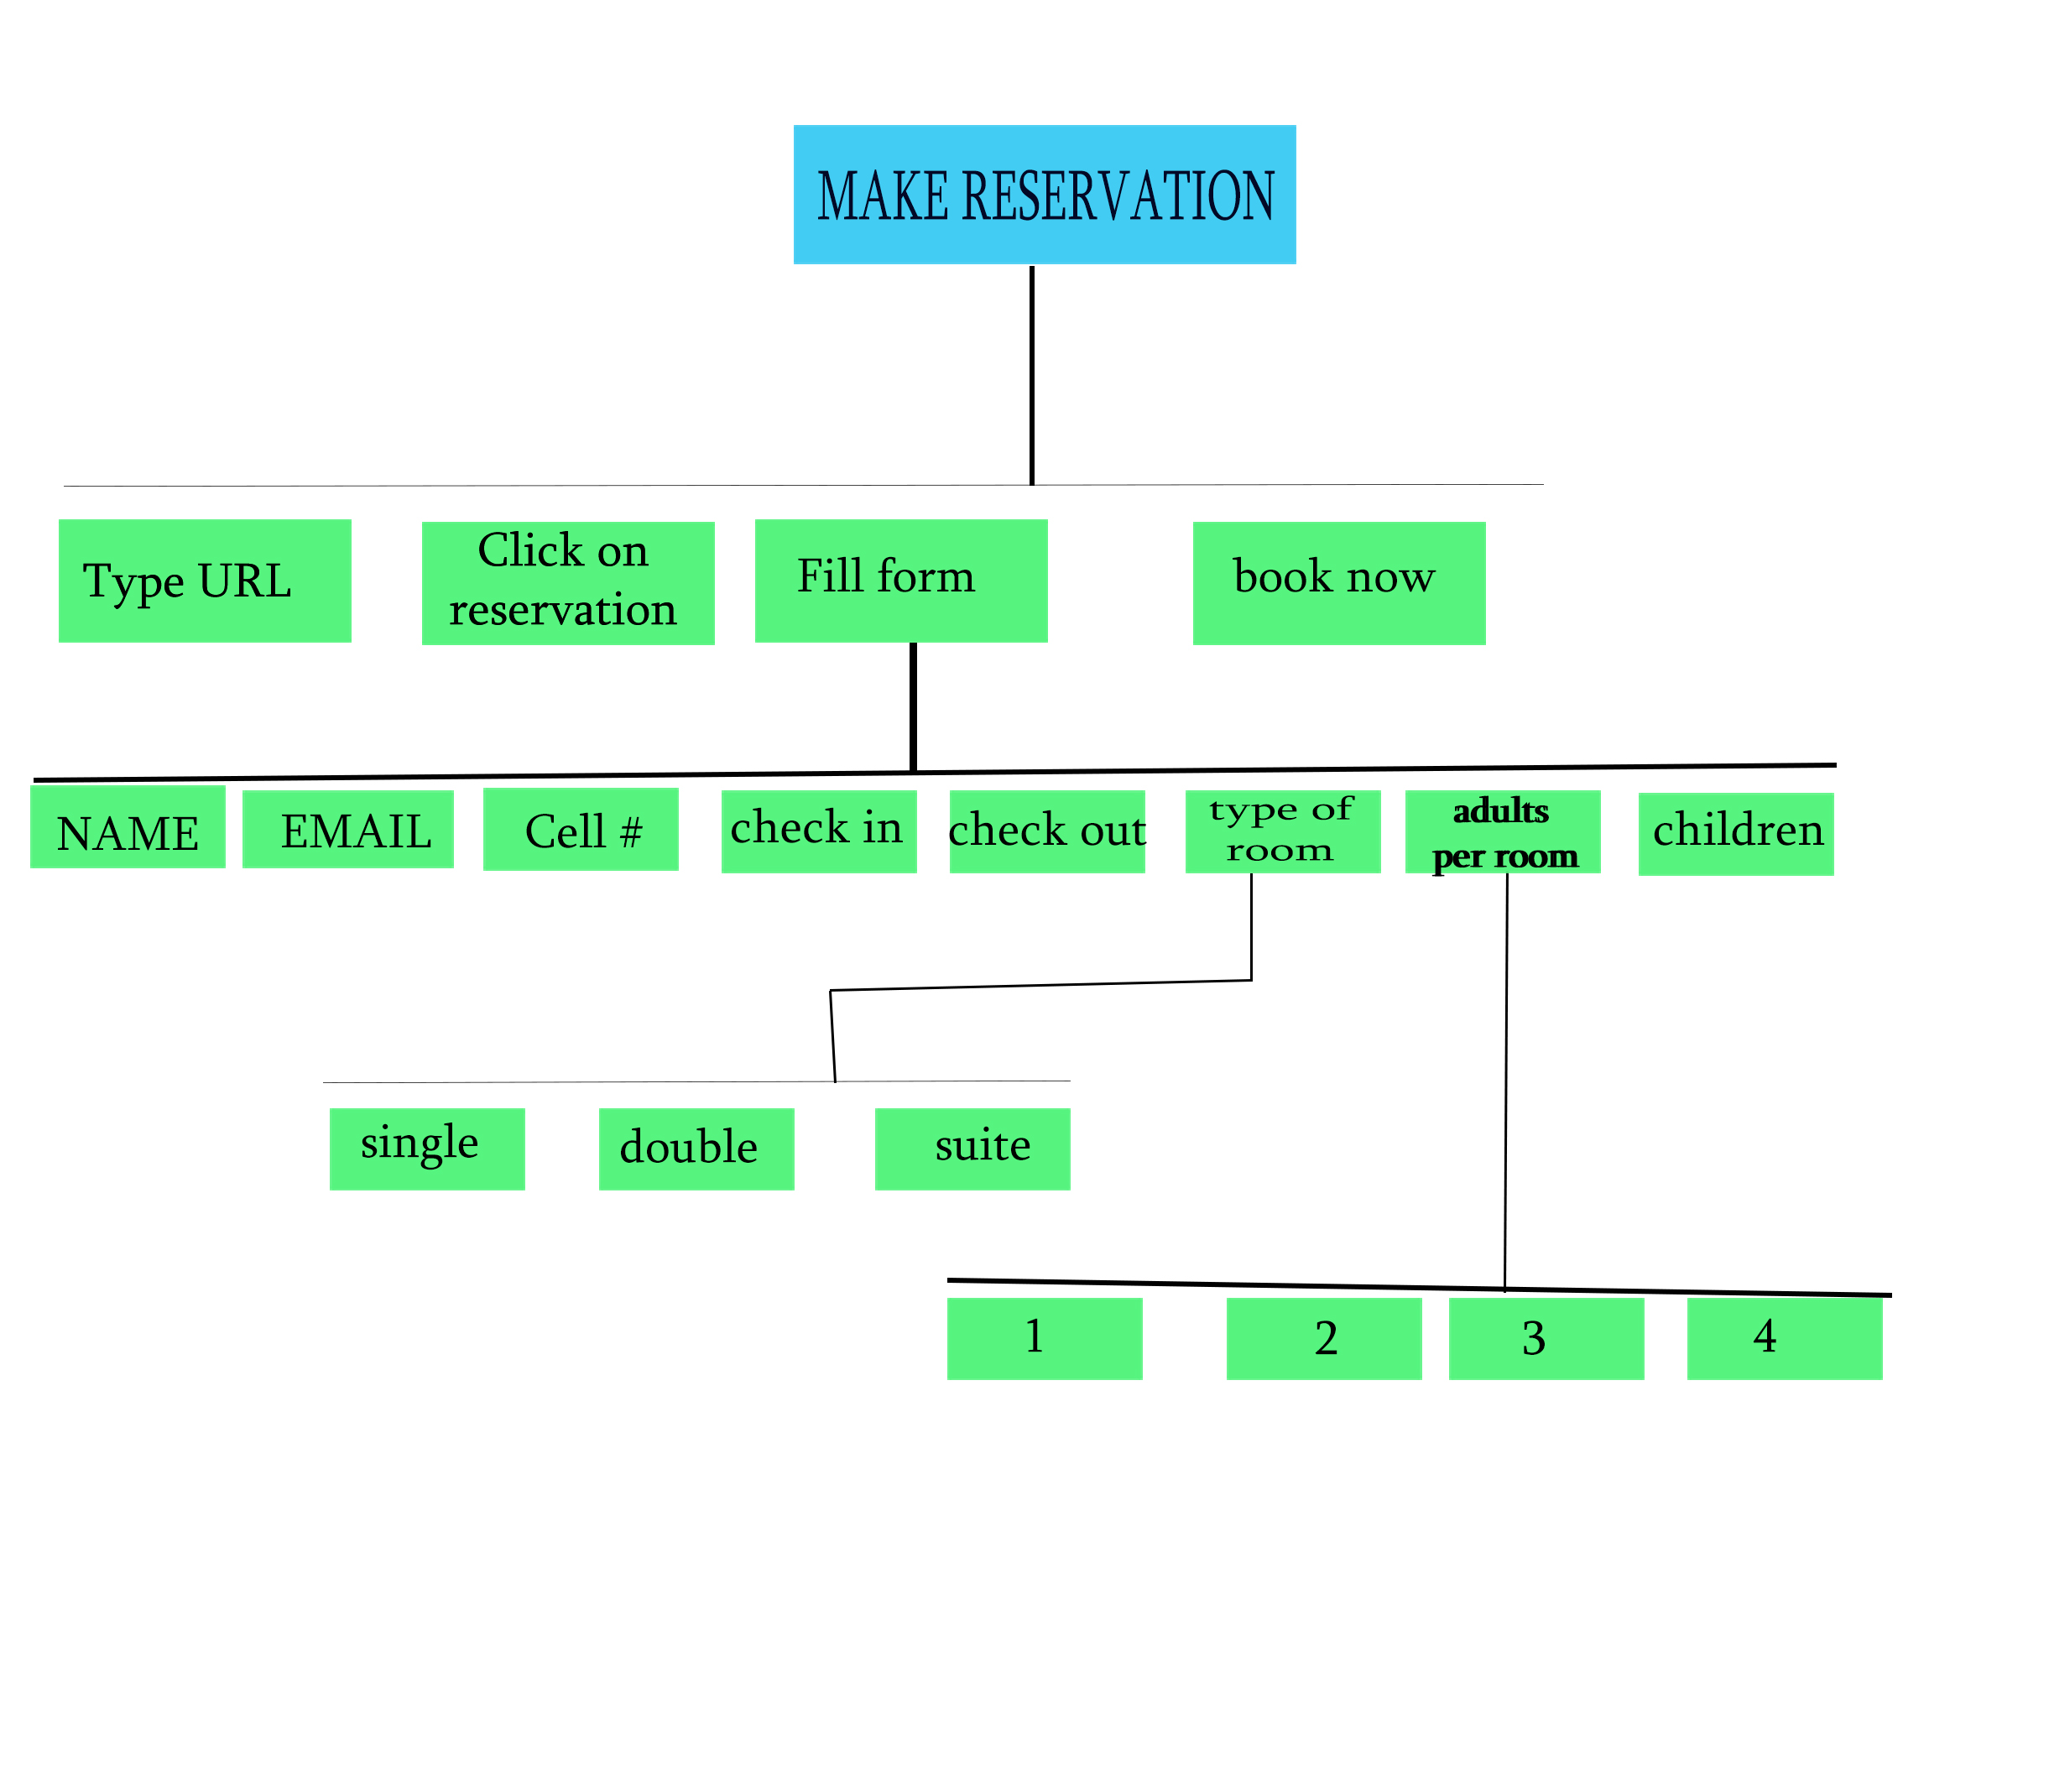 MAKE RESERVATION
Type URL
Click on
reservation
Fill form
book now
NAME
EMAIL
Cell #
check in
check out
type of
room
adults
per room
children
single
double
suite
1
2
3
4